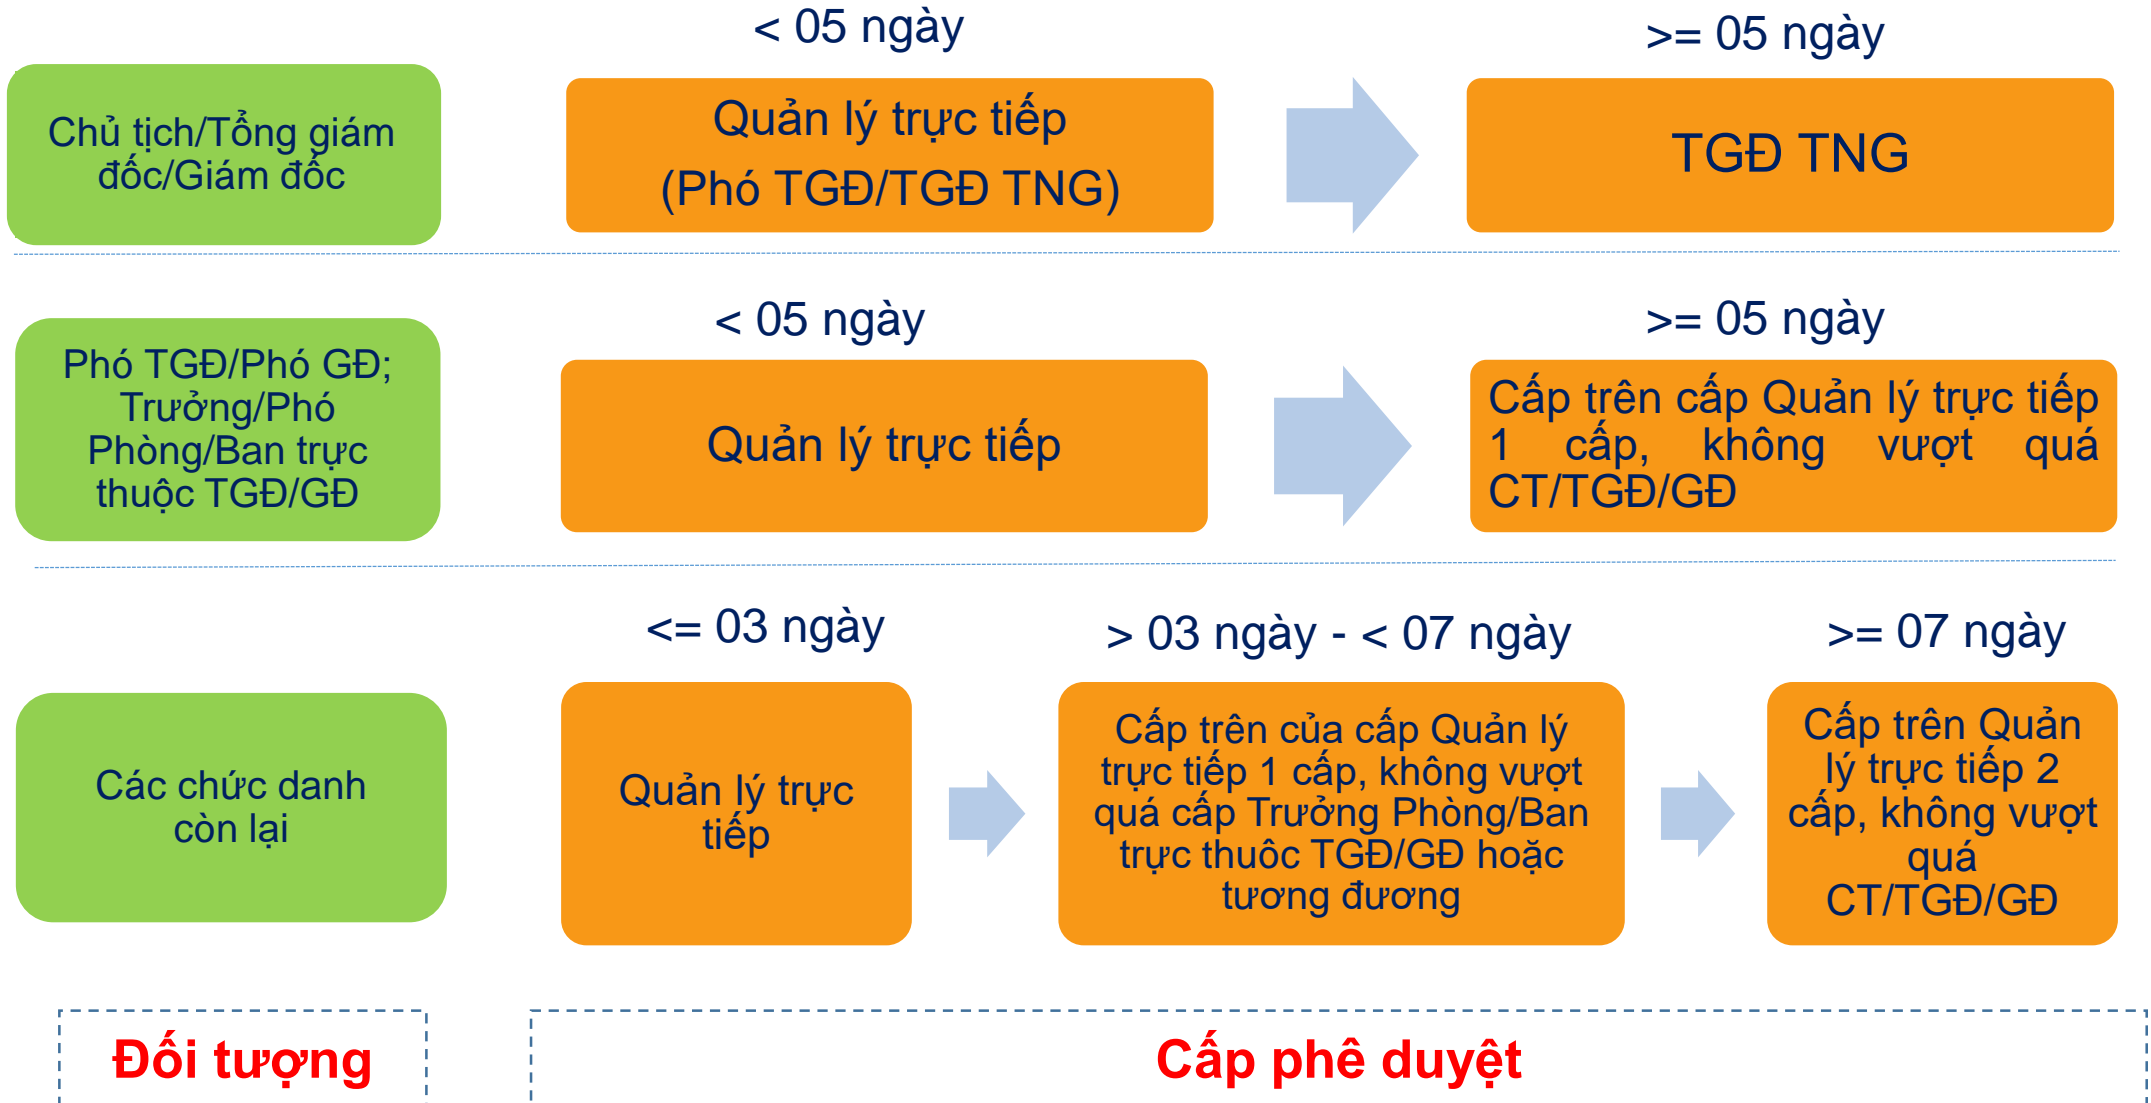 < 05 ngày
>= 05 ngày
Chủ tịch/Tổng giám
đốc/Giám đốc
Quản lý trực tiếp
(Phó TGĐ/TGĐ TNG)
TGĐ TNG
< 05 ngày
>= 05 ngày
Phó TGĐ/Phó GĐ;
Trưởng/Phó
Phòng/Ban trực
thuộc TGĐ/GĐ
Quản lý trực tiếp
Cấp trên cấp Quản lý trực tiếp
1 cấp, không vượt quá
CT/TGĐ/GĐ
<= 03 ngày
> 03 ngày - < 07 ngày
>= 07 ngày
Các chức danh
còn lại
Quản lý trực
tiếp
Cấp trên của cấp Quản lý
trực tiếp 1 cấp, không vượt
quá cấp Trưởng Phòng/Ban
trực thuôc TGĐ/GĐ hoặc
tương đương
Cấp trên Quản
lý trực tiếp 2
cấp, không vượt
quá
CT/TGĐ/GĐ
Đối tượng
Cấp phê duyệt